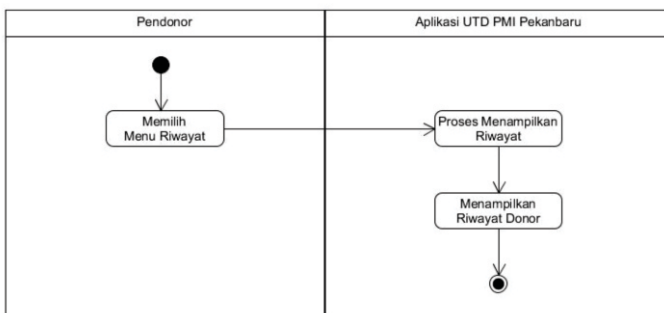 Pendonor
Aplikasi UTD PMI Pekanbaru
Memilih
Menu Riwayat
Proses Menampilkan
Riwayat
Menampilkan
Riwayat Donor